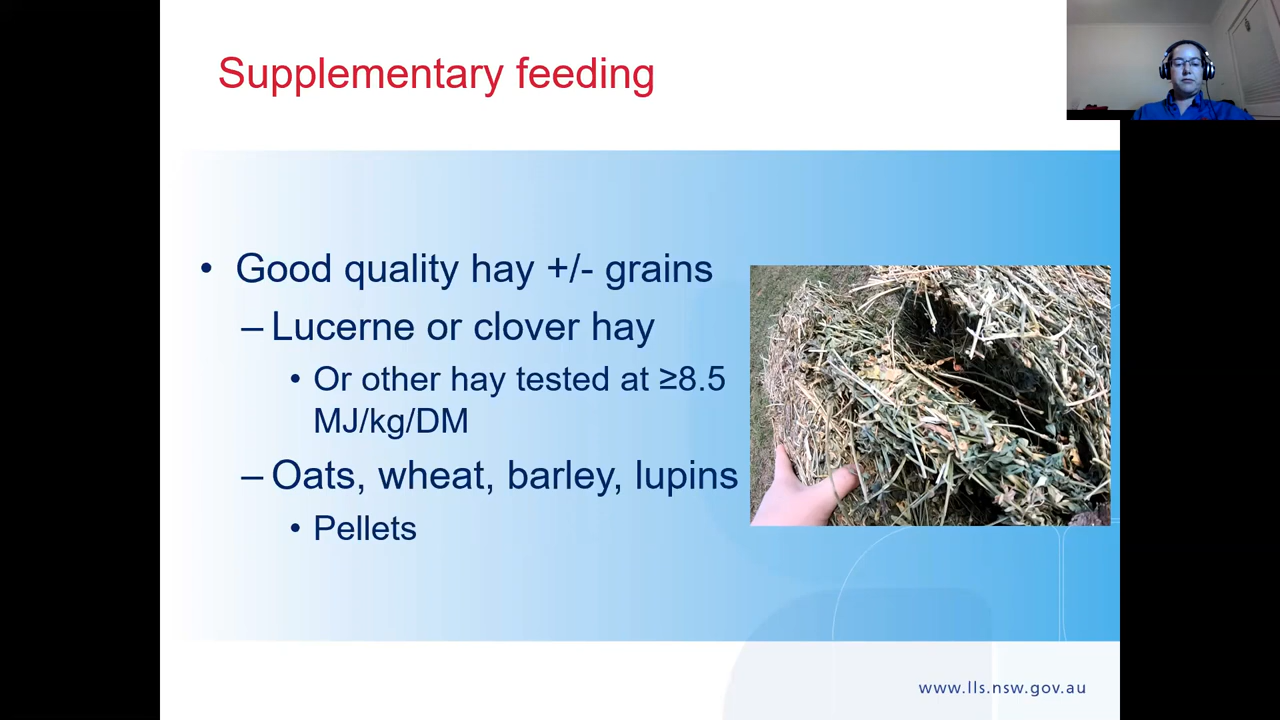 Supplementary feeding
• Good quality hay +/- grains
– Lucerne or clover hay
• Or other hay tested at ≥8.5
MJ/kg/DM
– Oats, wheat, barley, lupins
• Pellets
www.lls.nsw.gov.au